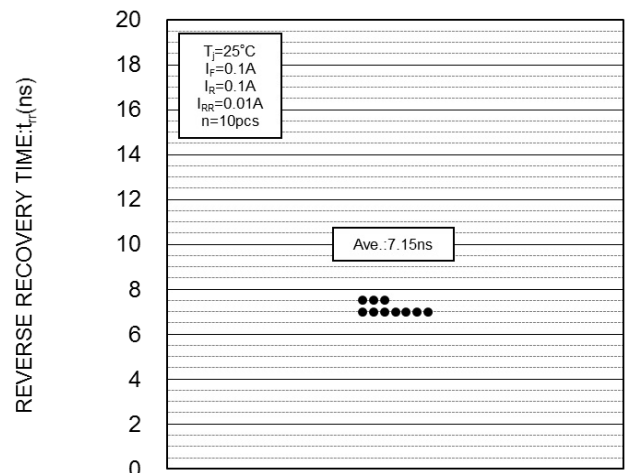 REVERSE RECOVERY TIME:trr(ns)
20
18
16
14
12
10
8
6
4
2
0
Tj=25°C
IF=0.1A
IR=0.1A
IRR=0.01A
n=10pcs
Ave.:7.15ns